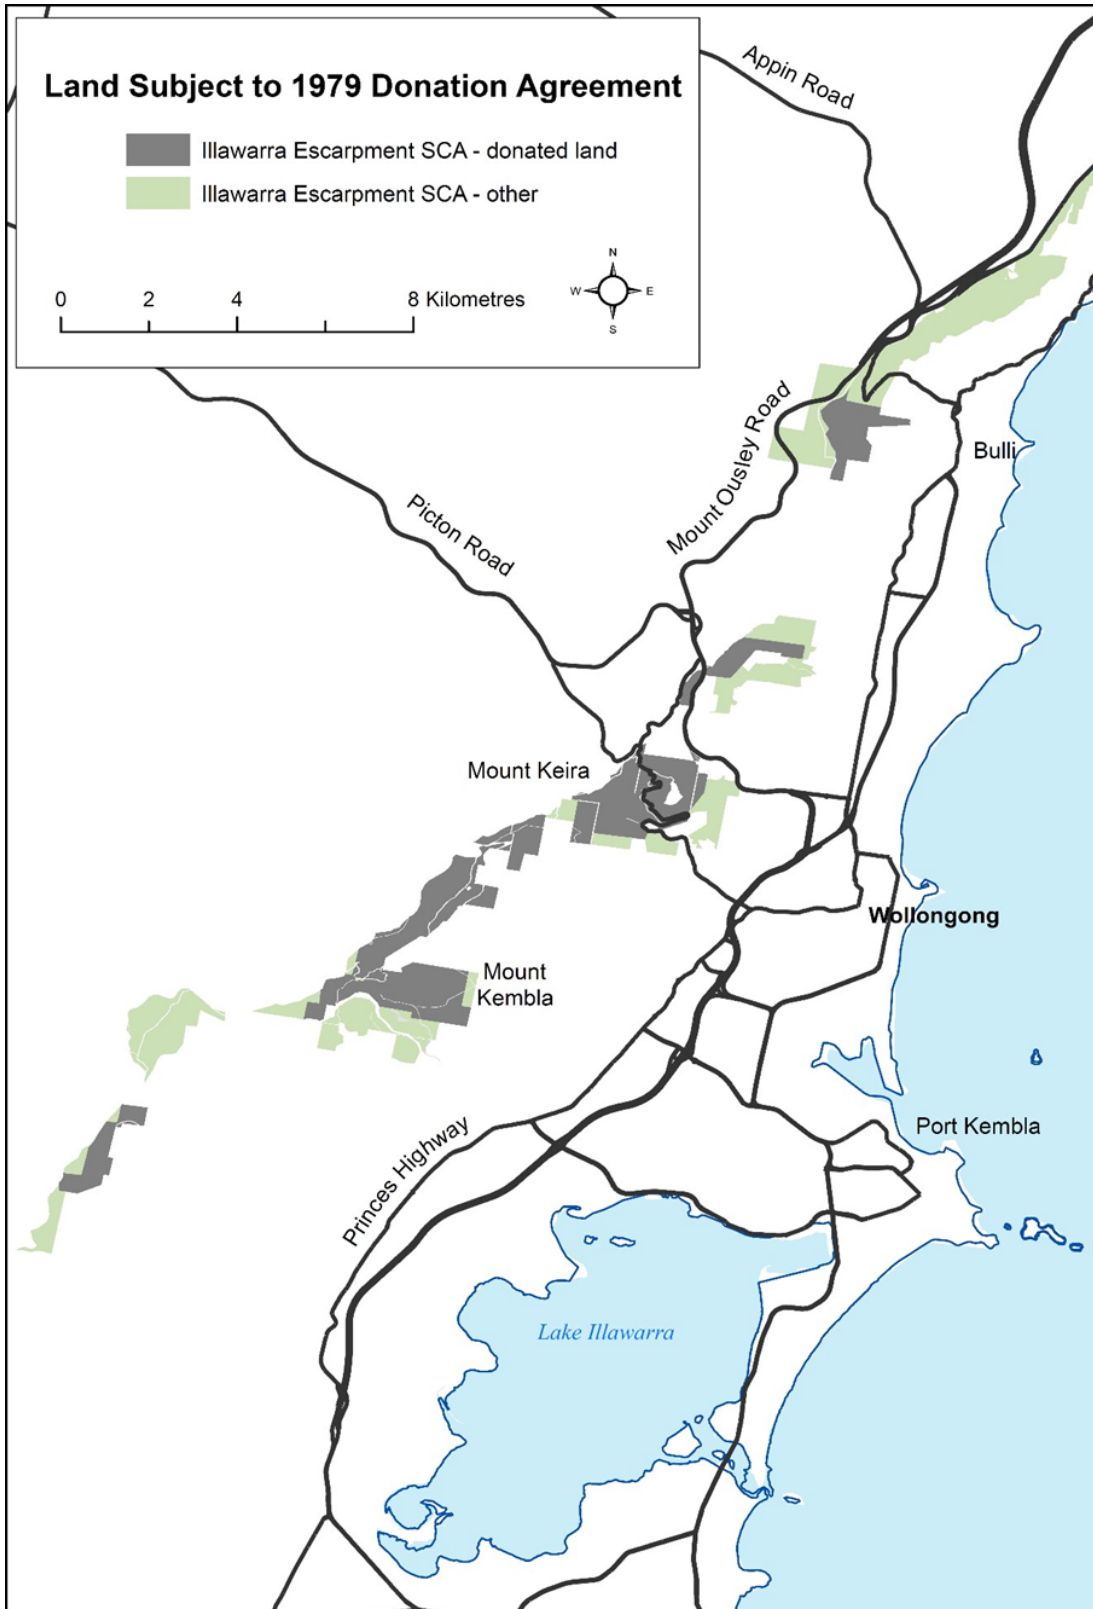 Land Subject to 1979 Donation Agreement
Illawarra Escarpment SCA - donated land
Illawarra Escarpment SCA - other
N
W E
S
0 2 4 8 Kilometres
Appin Road
Mount Ousley Road
Bulli
Picton Road
Mount Keira
Wollongong
Mount
Kembla
Port Kembla
Princes Highway
Lake Illawarra